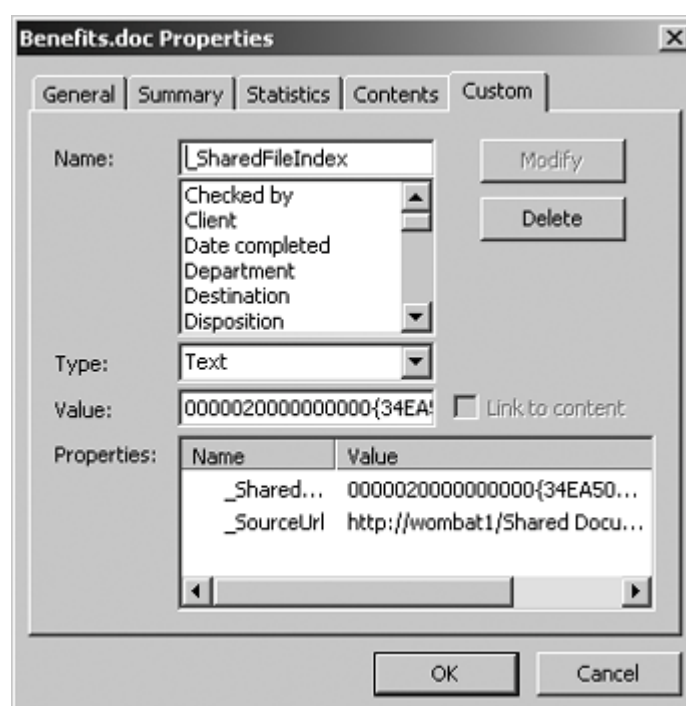 Benefits.doc Properties
General Summary Statistics Contents Custom
Name: _SharedFileIndex Modify
Checked by
Client
Date completed
Department
Destination
Disposition
Delete
Type: Text
Value: 0000020000000000{34EA5 Link to content
Properties: Name Value
_Shared... 0000020000000000{34EA50...
_SourceUrl http://wombat1/Shared Docu...
OK Cancel